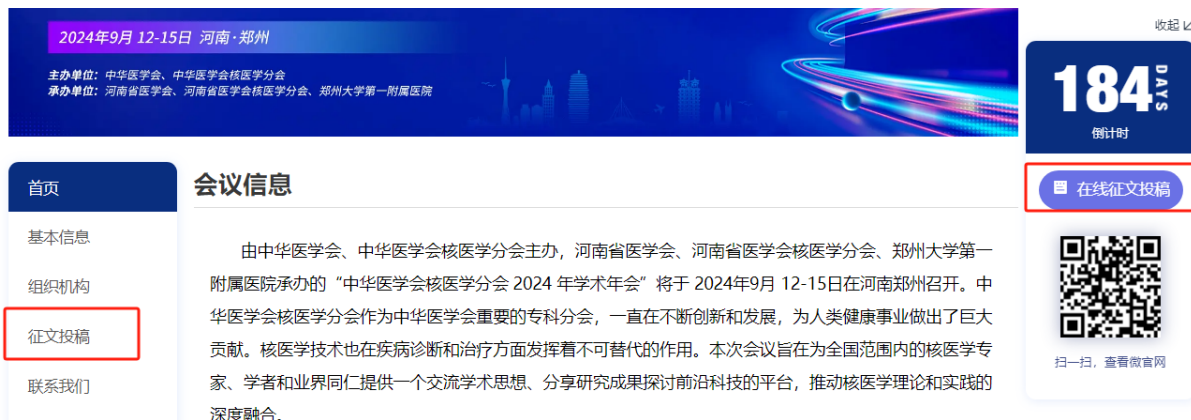 2024年9月 12-15日 河南·郑州
主办单位：中华医学会、中华医学会核医学分会
承办单位：河南省医学会、河南省医学会核医学分会、郑州大学第一附属医院
收起
184
DAYS
倒计时
在线征文投稿
扫一扫，查看微官网
首页
基本信息
组织机构
征文投稿
联系我们
会议信息
由中华医学会、中华医学会核医学分会主办，河南省医学会、河南省医学会核医学分会、郑州大学第一
附属医院承办的“中华医学会核医学分会 2024 年学术年会”将于 2024年9月 12-15日在河南郑州召开。中
华医学会核医学分会作为中华医学会重要的专科分会，一直在不断创新和发展，为人类健康事业做出了巨大
贡献。核医学技术也在疾病诊断和治疗方面发挥着不可替代的作用。本次会议旨在为全国范围内的核医学专
家、学者和业界同仁提供一个交流学术思想、分享研究成果探讨前沿科技的平台，推动核医学理论和实践的
深度融合。